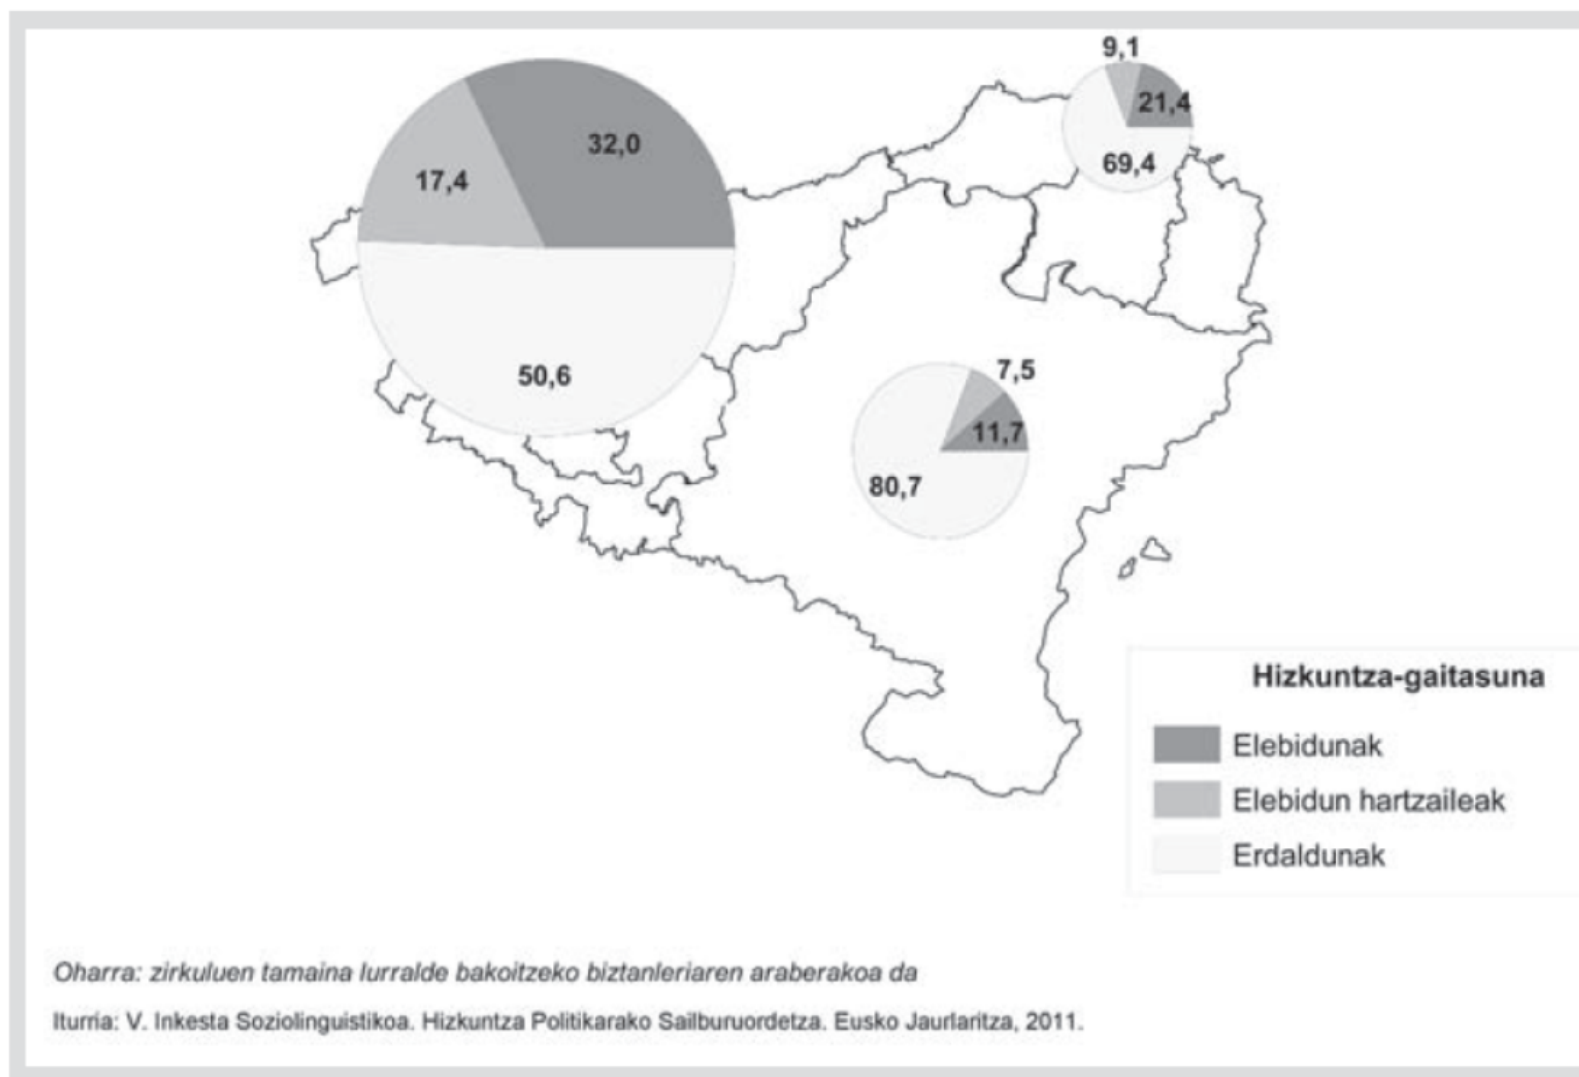 9,1
21,4
69,4
32,0
17,4
50,6
7,5
11,7
80,7
Hizkuntza-gaitasuna
Elebidunak
Elebidun hartzaileak
Erdaldunak
Oharra: zirkuluen tamaina lurralde bakoitzeko biztanleriaren araberakoa da
Iturria: V. Inkesta Soziolinguistikoa. Hizkuntza Politikarako Sailburuordetza. Eusko Jaurlaritza, 2011.